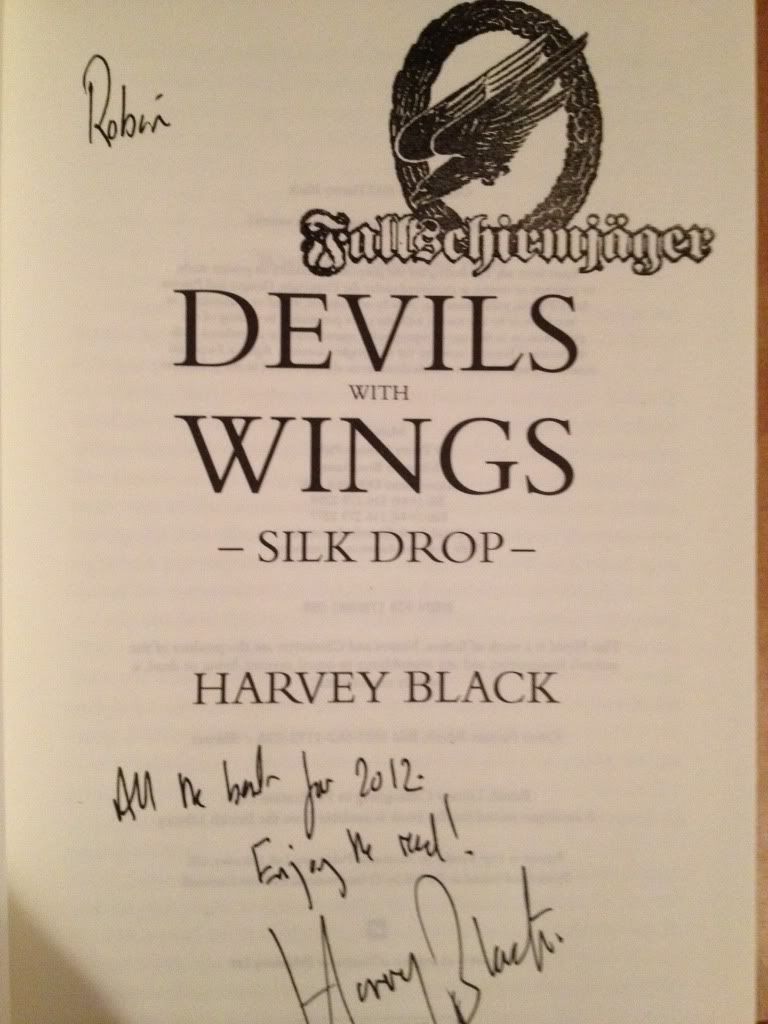 Robin
Fallschirmjäger
DEVILS
WITH
WINGS
– SILK DROP –
HARVEY BLACK
All the best for 2012.
Enjoy the read!
Harvey Black.